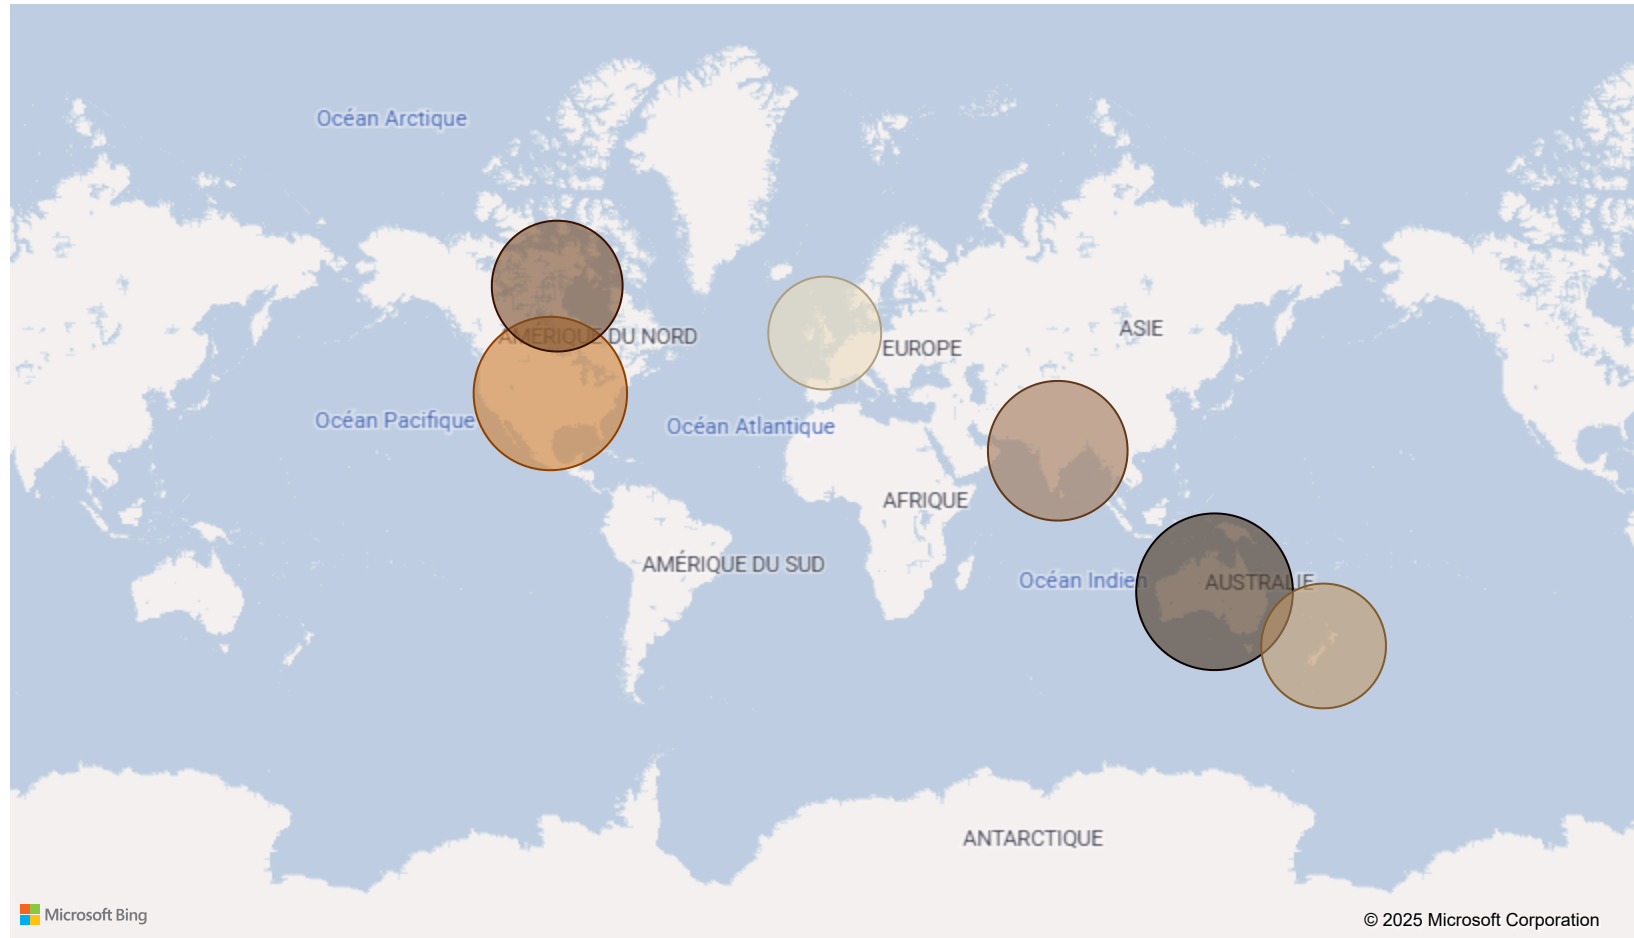 Océan Arctique
AMÉRIQUE DU NORD
ASIE
EUROPE
Océan Pacifique
Océan Atlantique
AFRIQUE
AMÉRIQUE DU SUD
Océan Indien
AUSTRALIE
ANTARCTIQUE
Microsoft Bing
© 2025 Microsoft Corporation